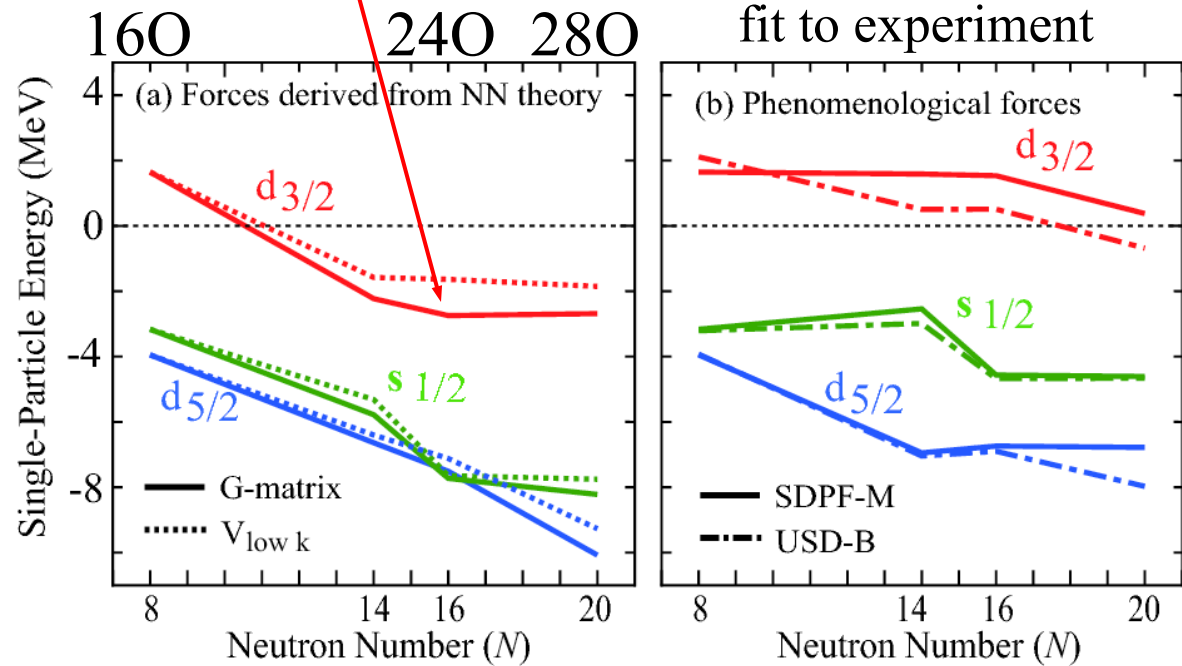 16O 24O 28O fit to experiment
(a) Forces derived from NN theory
(b) Phenomenological forces
Single-Particle Energy (MeV)
4
0
-4
-8
d3/2
s 1/2
d5/2
G-matrix
Vlow k
8 14 16 20
Neutron Number (N)
d3/2
s 1/2
d5/2
SDPF-M
USD-B
8 14 16 20
Neutron Number (N)